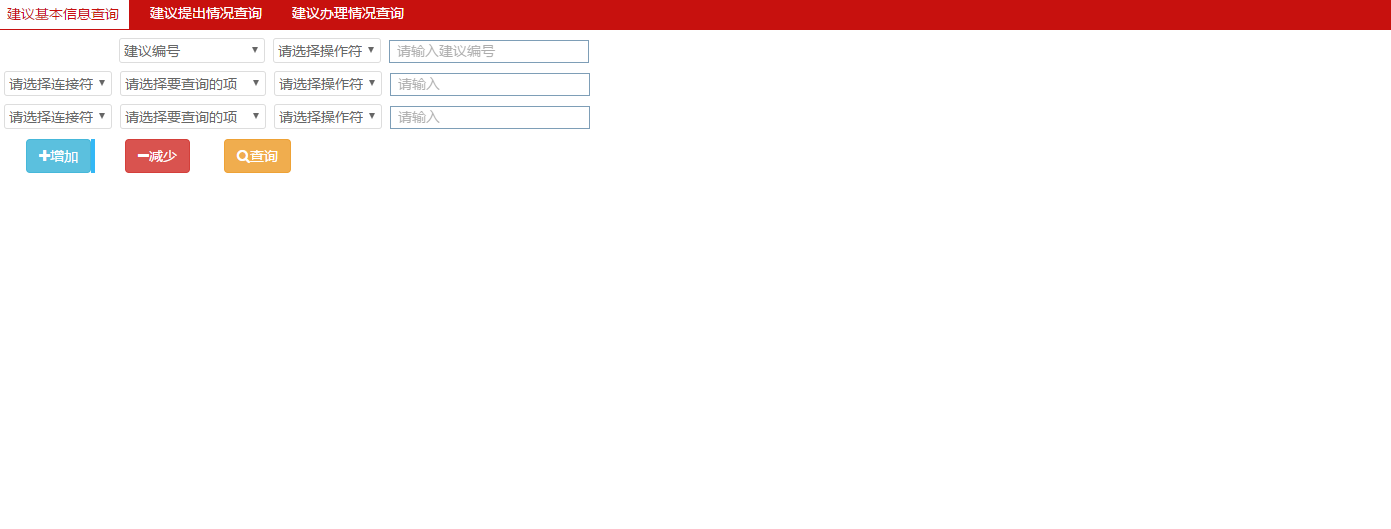 建议基本信息查询 建议提出情况查询 建议办理情况查询
建议编号 请选择操作符 请输入建议编号
请选择连接符 请选择要查询的项 请选择操作符 请输入
请选择连接符 请选择要查询的项 请选择操作符 请输入
增加 减少 查询